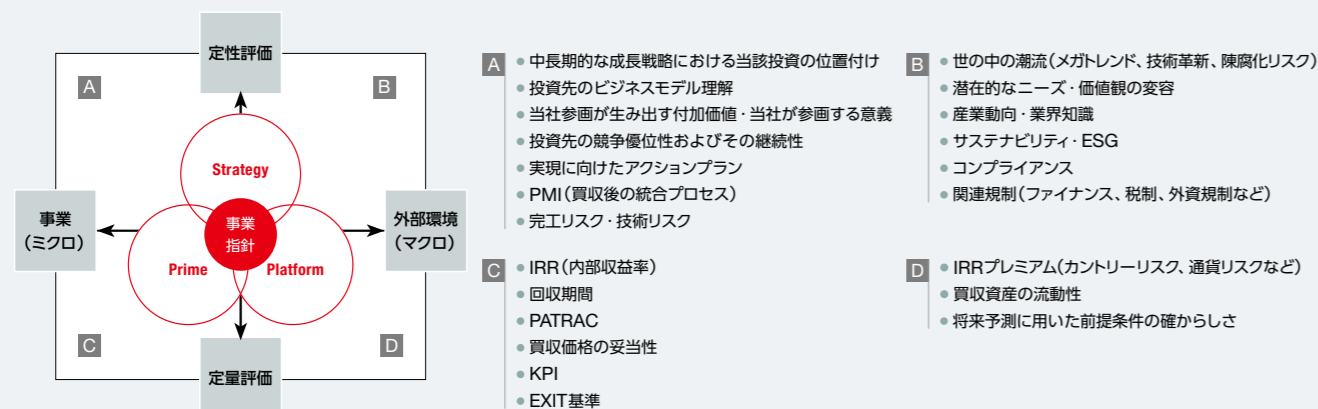 定性評価
A
B
Strategy
事業
(ミクロ)
事業
指針
外部環境
(マクロ)
Prime
Platform
C
D
定量評価
A
● 中長期的な成長戦略における当該投資の位置付け
● 投資先のビジネスモデル理解
● 当社参画が生み出す付加価値・当社が参画する意義
● 投資先の競争優位性およびその継続性
● 実現に向けたアクションプラン
● PMI(買収後の統合プロセス)
● 完工リスク・技術リスク
B
● 世の中の潮流(メガトレンド、技術革新、陳腐化リスク)
● 潜在的なニーズ・価値観の変容
● 産業動向・業界知識
● サステナビリティ・ESG
● コンプライアンス
● 関連規制(ファイナンス、税制、外資規制など)
C
● IRR(内部収益率)
● 回収期間
● PATRAC
● 買収価格の妥当性
● KPI
● EXIT基準
D
● IRRプレミアム(カントリーリスク、通貨リスクなど)
● 買収資産の流動性
● 将来予測に用いた前提条件の確からしさ